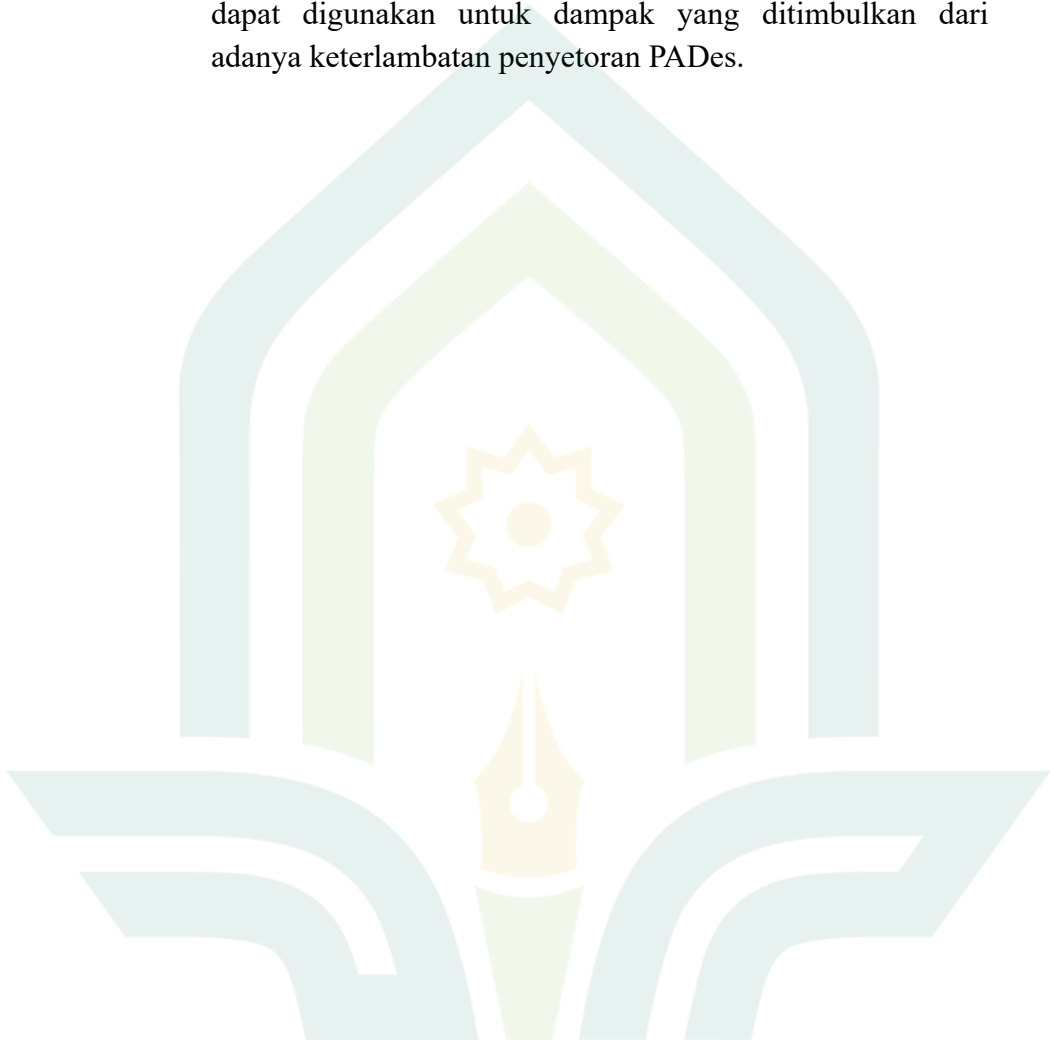 dapat digunakan untuk dampak yang ditimbulkan dari
adanya keterlambatan penyetoran PADes.